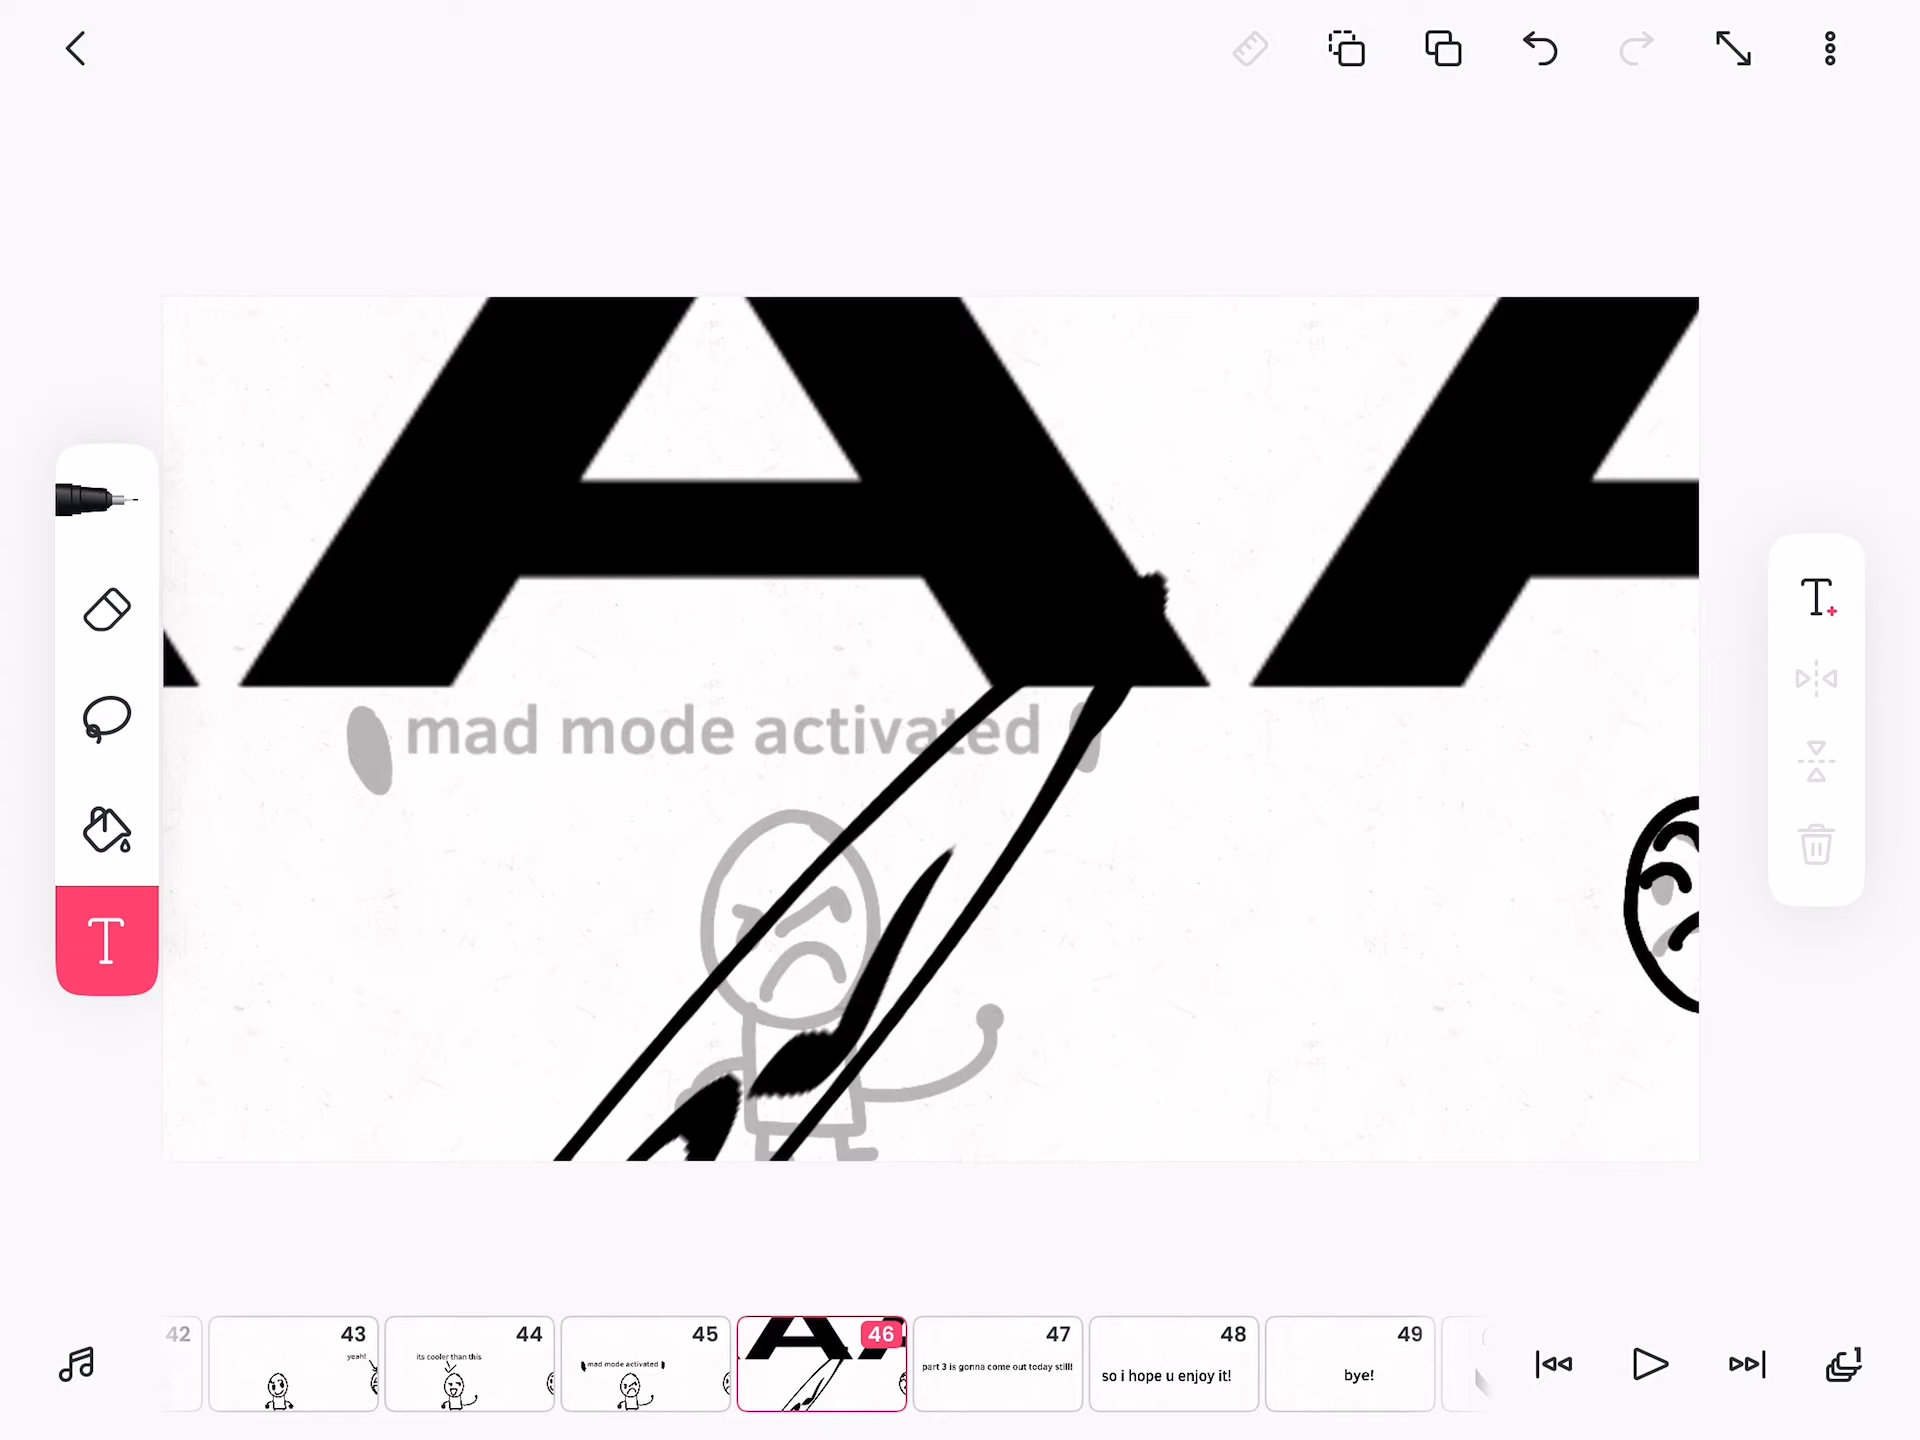 A A
mad mode activated
T
T+
42
43
yeah!
44
its cooler than this
45
mad mode activated
46
A
47
part 3 is gonna come out today still!
48
so i hope u enjoy it!
49
bye!
1